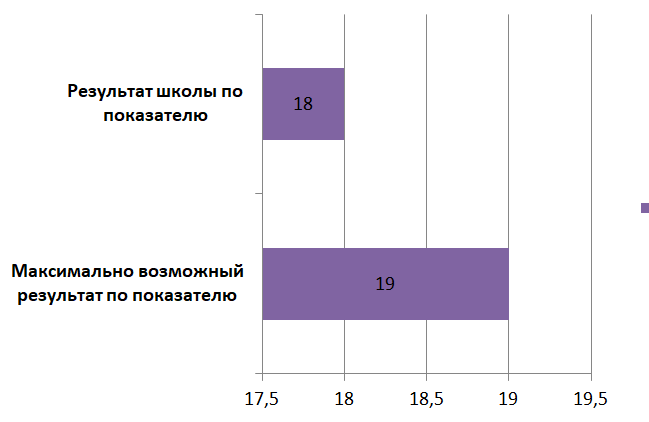 Результат школы по
показателю
18
Максимально возможный
результат по показателю
19
17,5 18 18,5 19 19,5